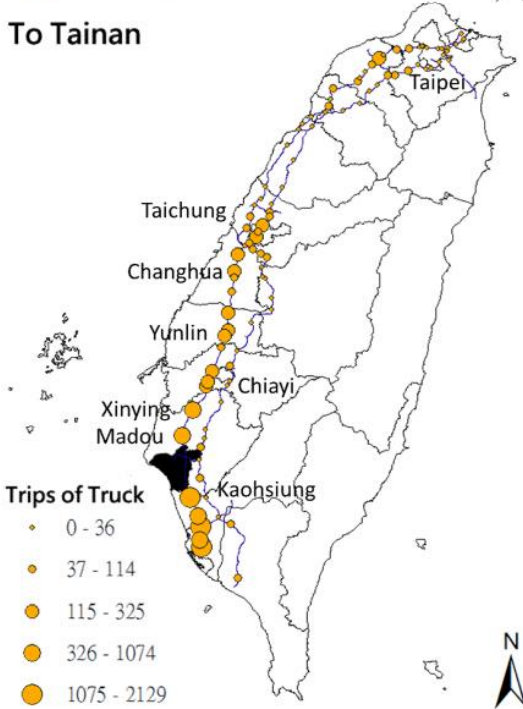 To Tainan
Taipei
Taichung
Changhua
Yunlin
Chiayi
Xinying
Madou
Kaohsiung
Trips of Truck
0 - 36
37 - 114
115 - 325
326 - 1074
1075 - 2129
N